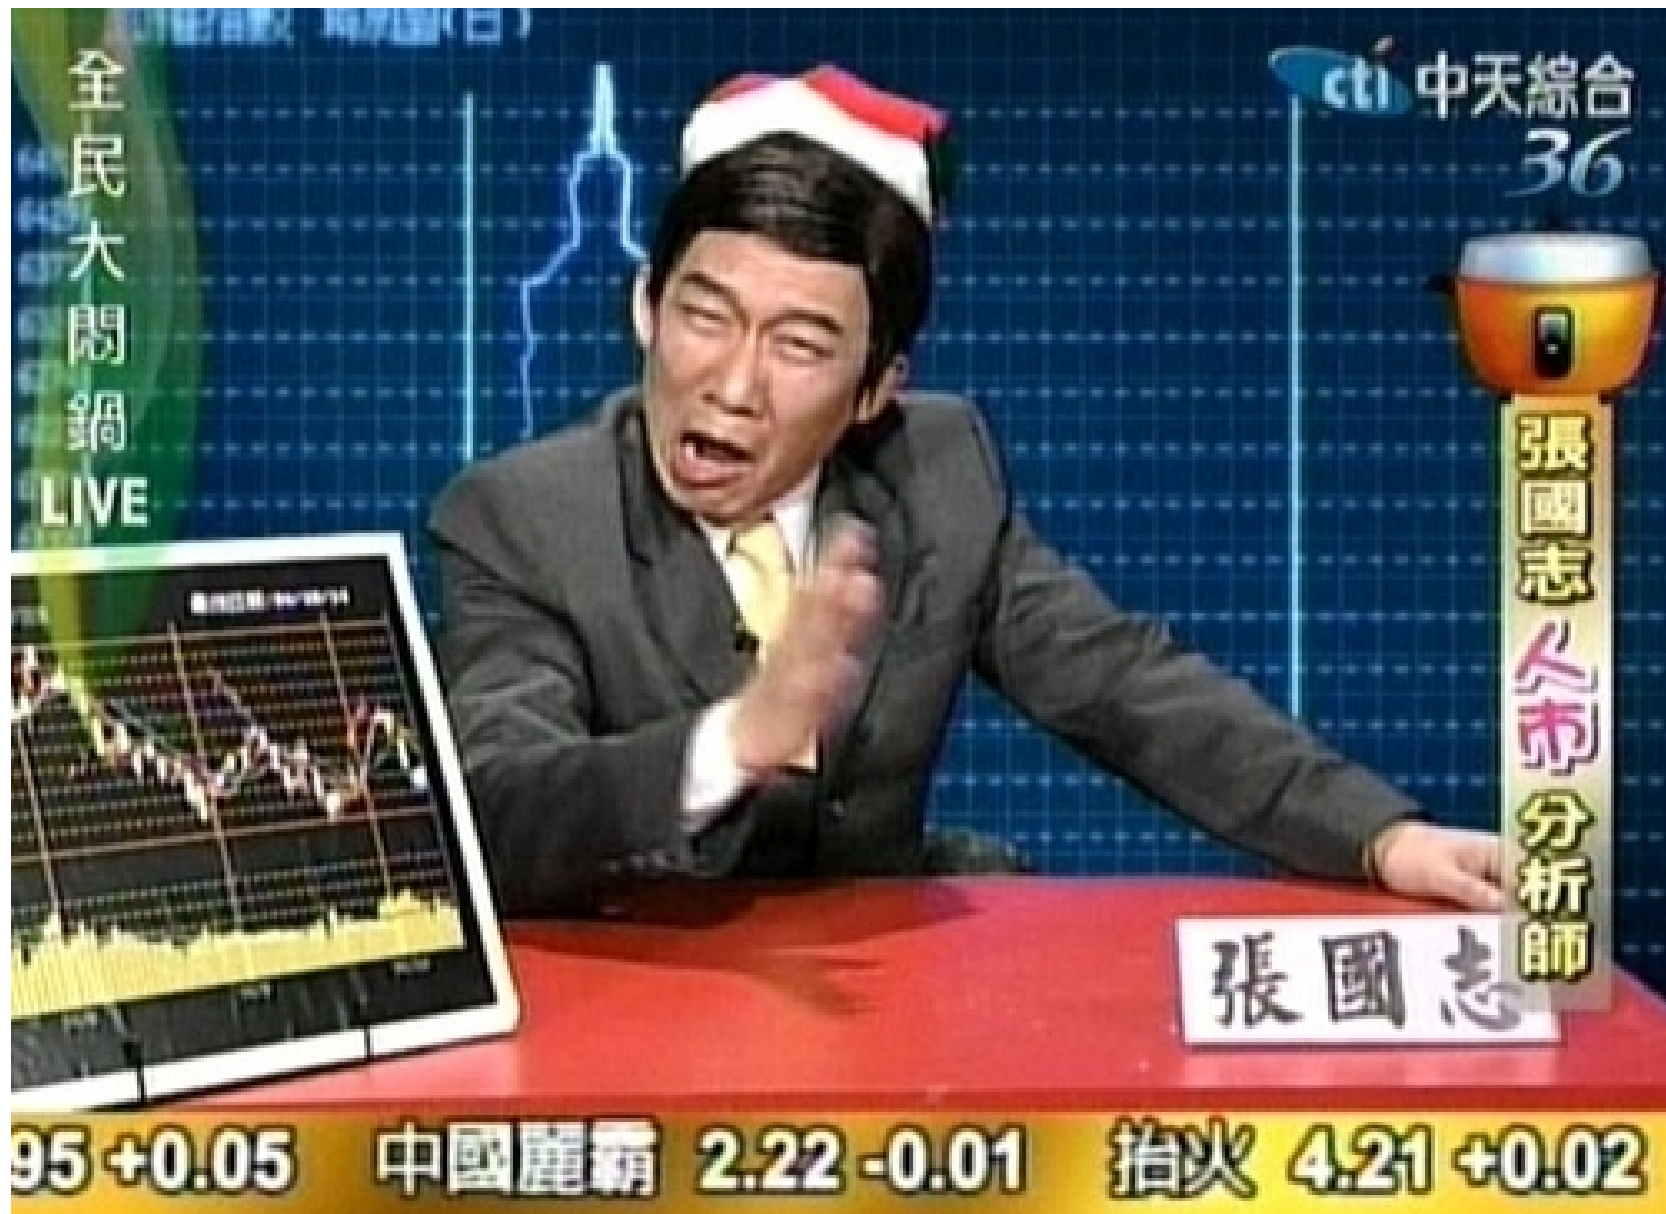 全民大悶鍋
LIVE
cti 中天綜合
36
張國志 人市 分析師
張國志
95 +0.05 中國麗霸 2.22 -0.01 抬火 4.21 +0.02